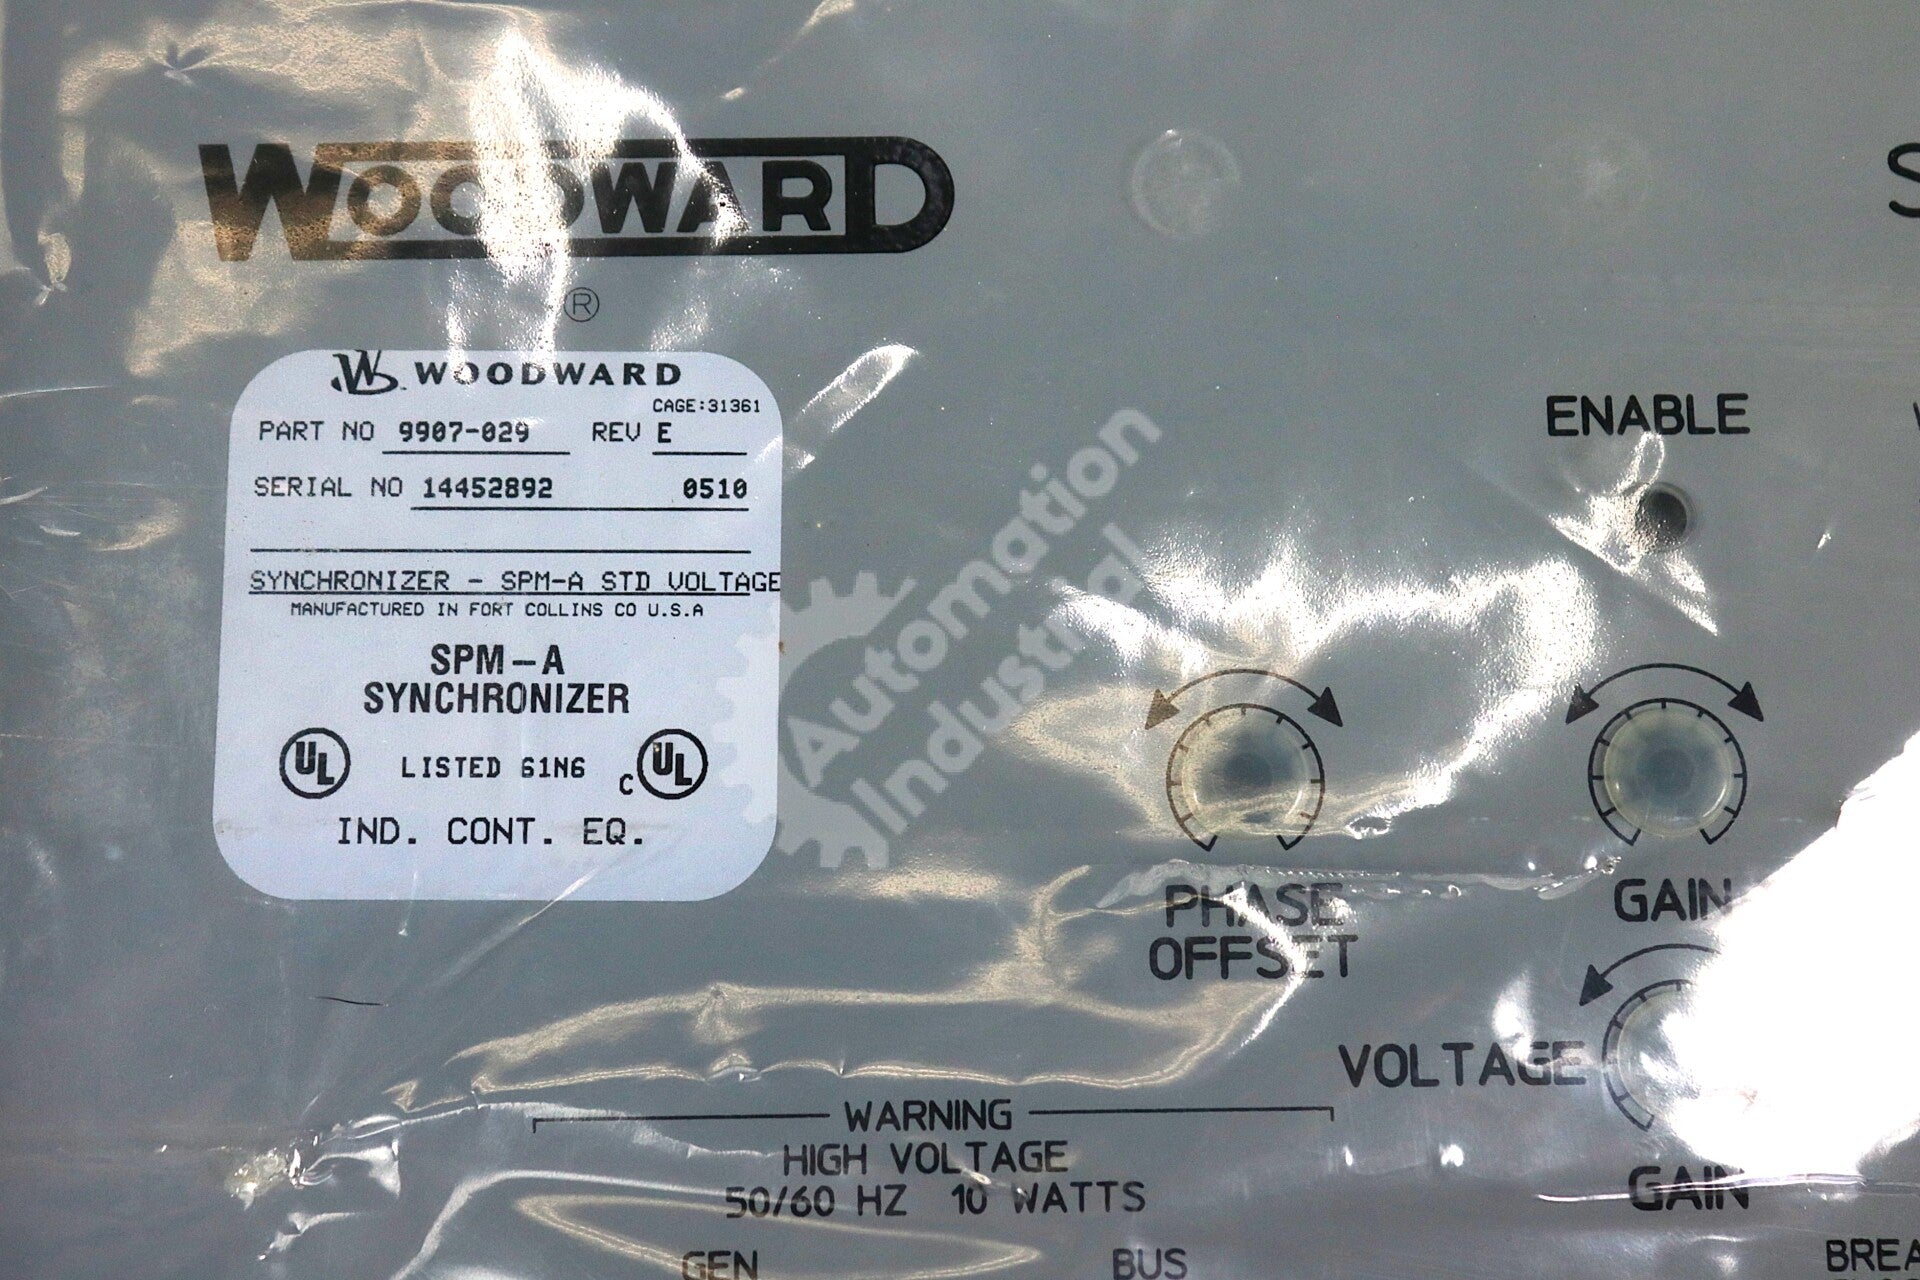 WOODWARD
®
WOODWARD
CAGE:31361
PART NO 9907-029 REV E
SERIAL NO 14452892 0510
SYNCHRONIZER - SPM-A STD VOLTAGE
MANUFACTURED IN FORT COLLINS CO U.S.A
SPM-A
SYNCHRONIZER
UL LISTED 61N6 c UL
IND. CONT. EQ.
ENABLE
PHASE
OFFSET
GAIN
VOLTAGE
GAIN
WARNING
HIGH VOLTAGE
50/60 HZ 10 WATTS
GEN BUS
Automation
Industrial